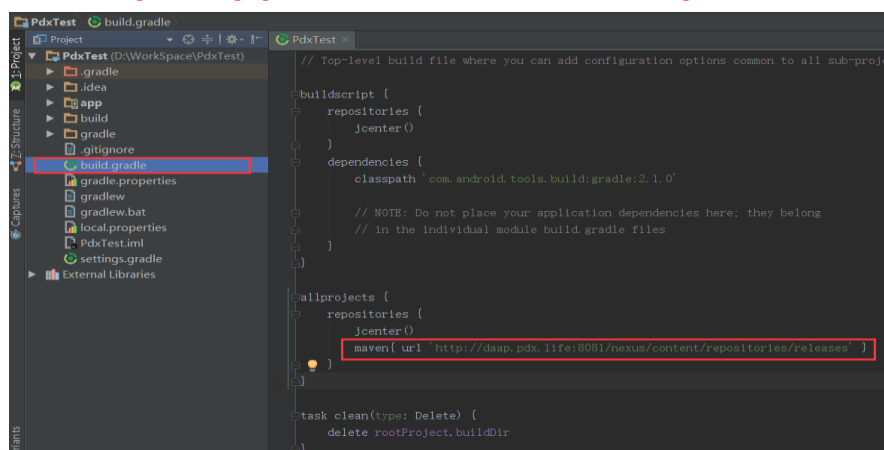 PdxTest build.gradle
Project
PdxTest
1: Project
Z: Structure
Captures
PdxTest (D:\WorkSpace\PdxTest)
.gradle
.idea
app
build
gradle
.gitignore
build.gradle
gradle.properties
gradlew
gradlew.bat
local.properties
PdxTest.iml
settings.gradle
External Libraries
// Top-level build file where you can add configuration options common to all sub-proj
buildscript {
repositories {
jcenter()
}
dependencies {
classpath 'com.android.tools.build:gradle:2.1.0'
// NOTE: Do not place your application dependencies here; they belong
// in the individual module build.gradle files
}
}
allprojects {
repositories {
jcenter()
maven{ url 'http://daap.pdx.life:8081/nexus/content/repositories/releases' }
}
}
task clean(type: Delete) {
delete rootProject.buildDir
}
riants